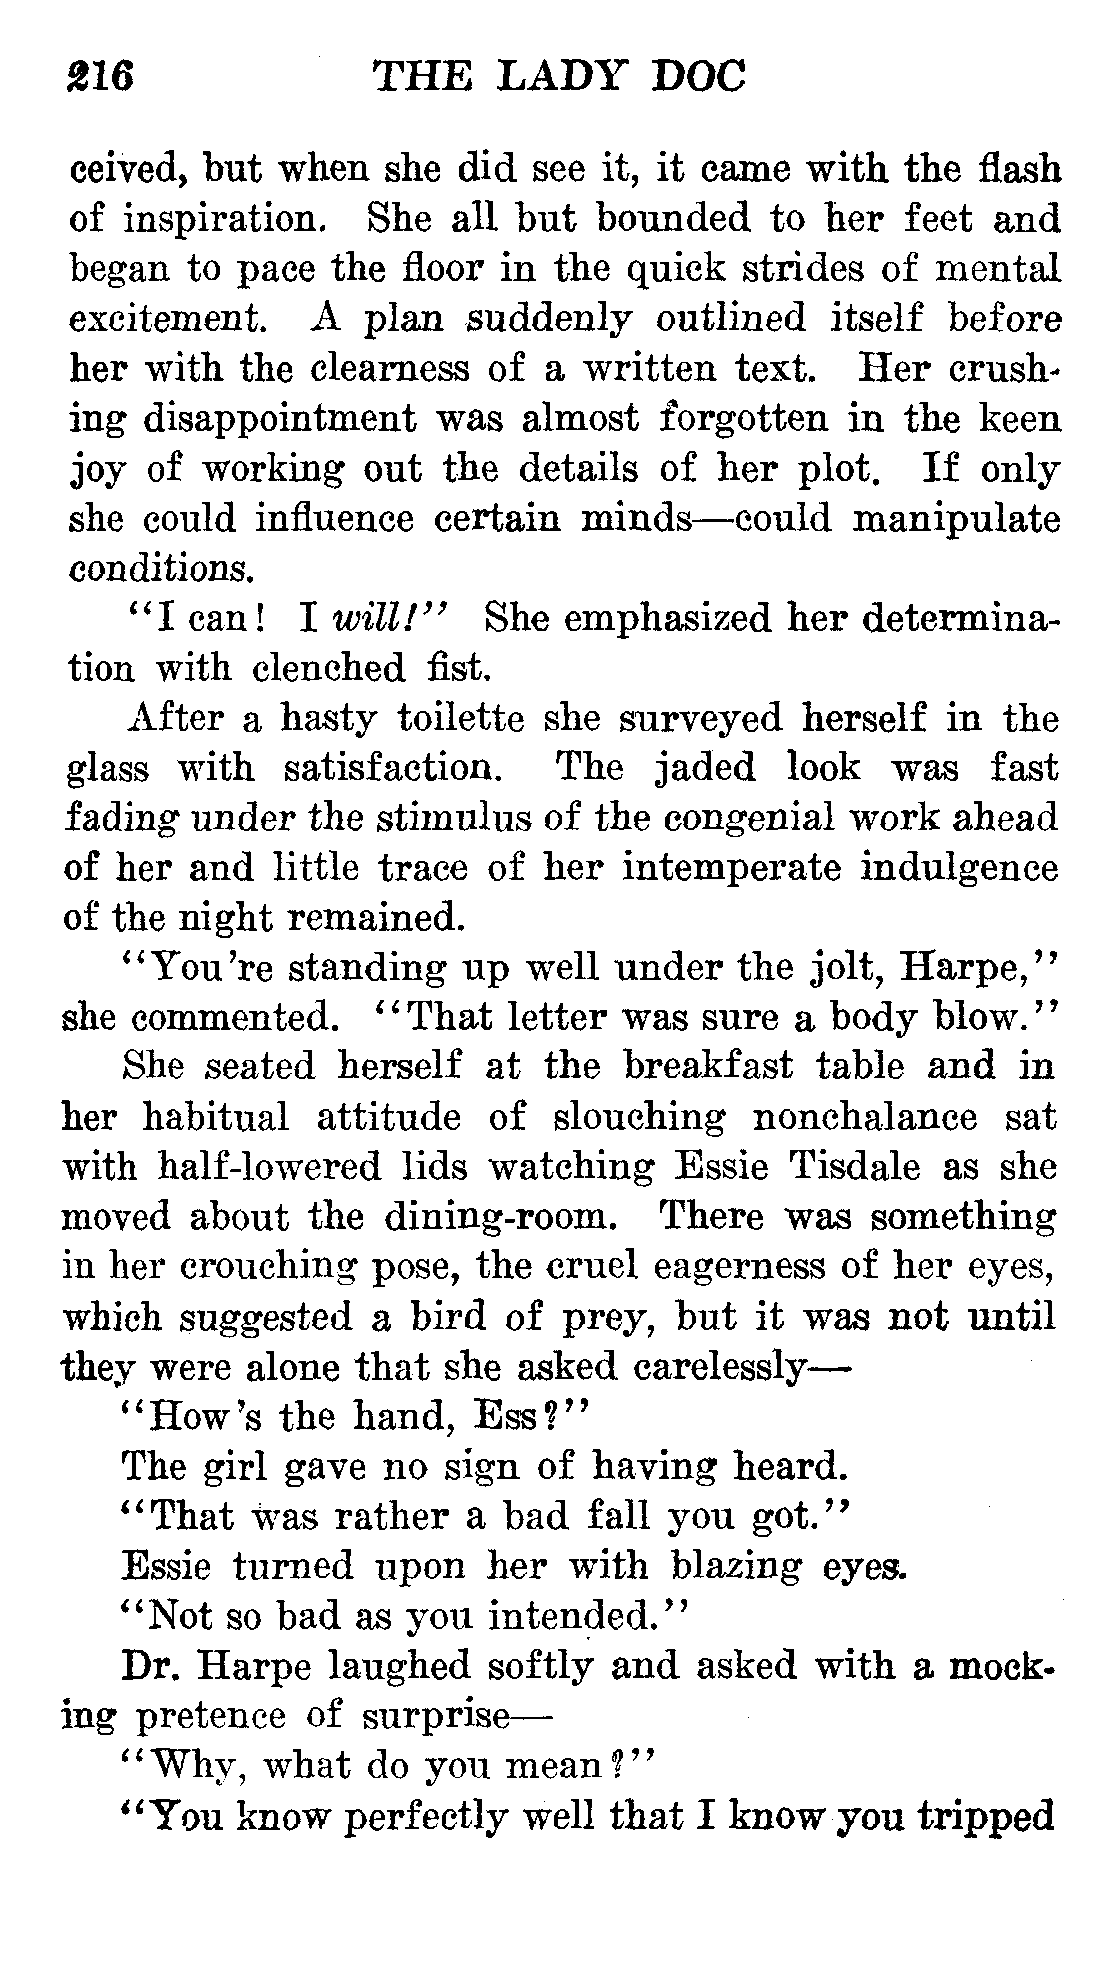 216 THE LADY DOC
ceived, but when she did see it, it came with the flash
of inspiration. She all but bounded to her feet and
began to pace the floor in the quick strides of mental
excitement. A plan suddenly outlined itself before
her with the clearness of a written text. Her crush-
ing disappointment was almost forgotten in the keen
joy of working out the details of her plot. If only
she could influence certain minds—could manipulate
conditions.
"I can! I will!" She emphasized her determina-
tion with clenched fist.
After a hasty toilette she surveyed herself in the
glass with satisfaction. The jaded look was fast
fading under the stimulus of the congenial work ahead
of her and little trace of her intemperate indulgence
of the night remained.
"You're standing up well under the jolt, Harpe,"
she commented. "That letter was sure a body blow."
She seated herself at the breakfast table and in
her habitual attitude of slouching nonchalance sat
with half-lowered lids watching Essie Tisdale as she
moved about the dining-room. There was something
in her crouching pose, the cruel eagerness of her eyes,
which suggested a bird of prey, but it was not until
they were alone that she asked carelessly—
"How's the hand, Ess?"
The girl gave no sign of having heard.
"That was rather a bad fall you got."
Essie turned upon her with blazing eyes.
"Not so bad as you intended."
Dr. Harpe laughed softly and asked with a mock-
ing pretence of surprise—
"Why, what do you mean?"
"You know perfectly well that I know you tripped